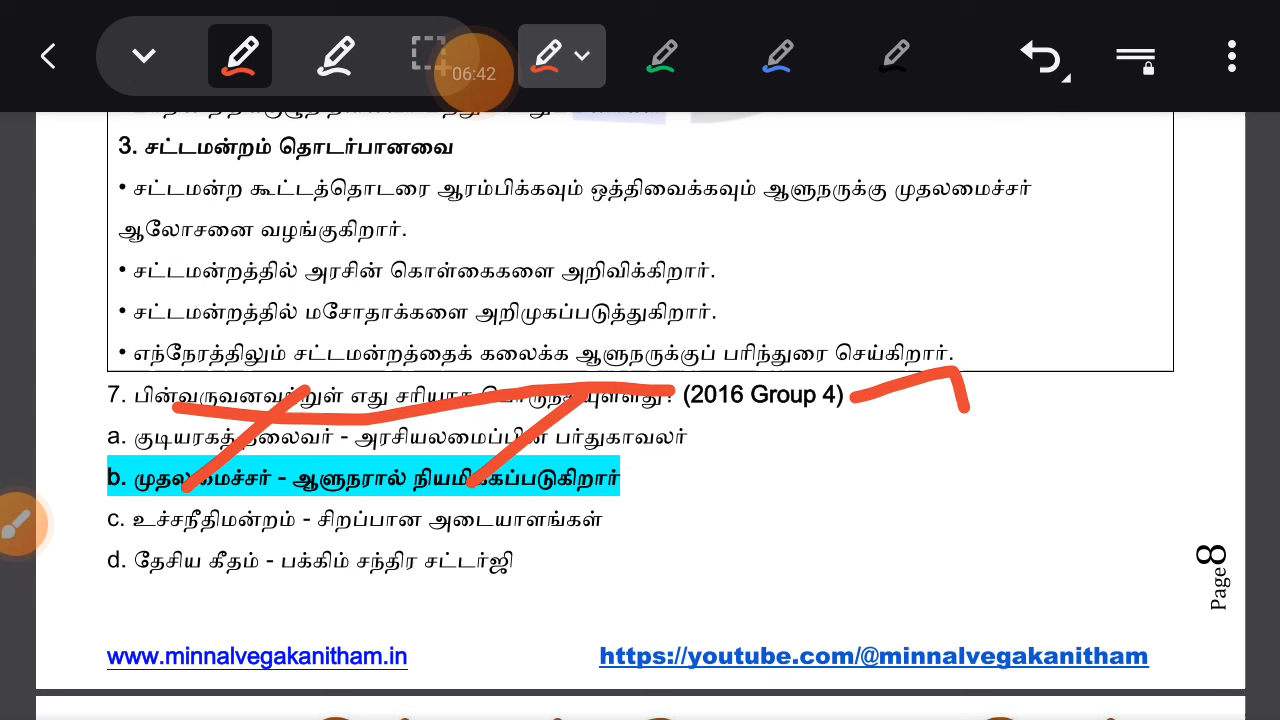 06:42
3. சட்டமன்றம் தொடர்பானவை
• சட்டமன்ற கூட்டத்தொடரை ஆரம்பிக்கவும் ஒத்திவைக்கவும் ஆளுநருக்கு முதலமைச்சர்
ஆலோசனை வழங்குகிறார்.
• சட்டமன்றத்தில் அரசின் கொள்கைகளை அறிவிக்கிறார்.
• சட்டமன்றத்தில் மசோதாக்களை அறிமுகப்படுத்துகிறார்.
• எந்நேரத்திலும் சட்டமன்றத்தைக் கலைக்க ஆளுநருக்குப் பரிந்துரை செய்கிறார்.
7. பின்வருவனவற்றுள் எது சரியாக பொருந்தியுள்ளது? (2016 Group 4)
a. குடியரசுத் தலைவர் - அரசியலமைப்பின் பாதுகாவலர்
b. முதலமைச்சர் - ஆளுநரால் நியமிக்கப்படுகிறார்
c. உச்சநீதிமன்றம் - சிறப்பான அடையாளங்கள்
d. தேசிய கீதம் - பக்கிம் சந்திர சட்டர்ஜி
Page8
www.minnalvegakanitham.in https://youtube.com/@minnalvegakanitham